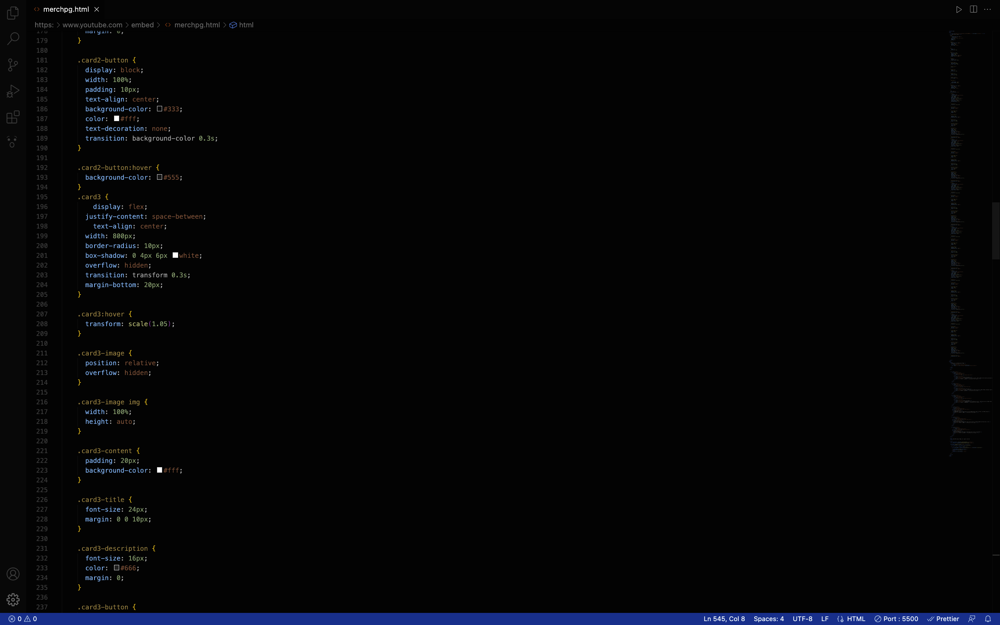 merchpg.html
https: > www.youtube.com > embed > merchpg.html > html
178 margin: 0;
179 }
180
181 .card2-button {
182 display: block;
183 width: 100%;
184 padding: 10px;
185 text-align: center;
186 background-color: #333;
187 color: #fff;
188 text-decoration: none;
189 transition: background-color 0.3s;
190 }
191
192 .card2-button:hover {
193 background-color: #555;
194 }
195 .card3 {
196 display: flex;
197 justify-content: space-between;
198 text-align: center;
199 width: 800px;
200 border-radius: 10px;
201 box-shadow: 0 4px 6px white;
202 overflow: hidden;
203 transition: transform 0.3s;
204 margin-bottom: 20px;
205 }
206
207 .card3:hover {
208 transform: scale(1.05);
209 }
210
211 .card3-image {
212 position: relative;
213 overflow: hidden;
214 }
215
216 .card3-image img {
217 width: 100%;
218 height: auto;
219 }
220
221 .card3-content {
222 padding: 20px;
223 background-color: #fff;
224 }
225
226 .card3-title {
227 font-size: 24px;
228 margin: 0 0 10px;
229 }
230
231 .card3-description {
232 font-size: 16px;
233 color: #666;
234 margin: 0;
235 }
236
237 .card3-button {
0 0 Ln 545, Col 8 Spaces: 4 UTF-8 LF HTML Port : 5500 Prettier